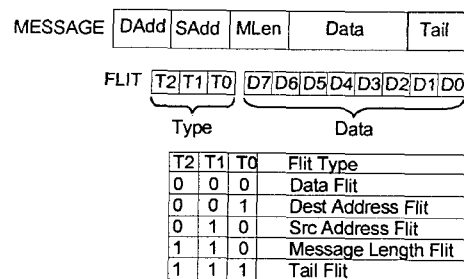 MESSAGE DAdd SAdd MLen Data Tail
FLIT T2 T1 T0 D7 D6 D5 D4 D3 D2 D1 D0
Type Data
T2 T1 T0 Flit Type
0 0 0 Data Flit
0 0 1 Dest Address Flit
0 1 0 Src Address Flit
1 1 0 Message Length Flit
1 1 1 Tail Flit